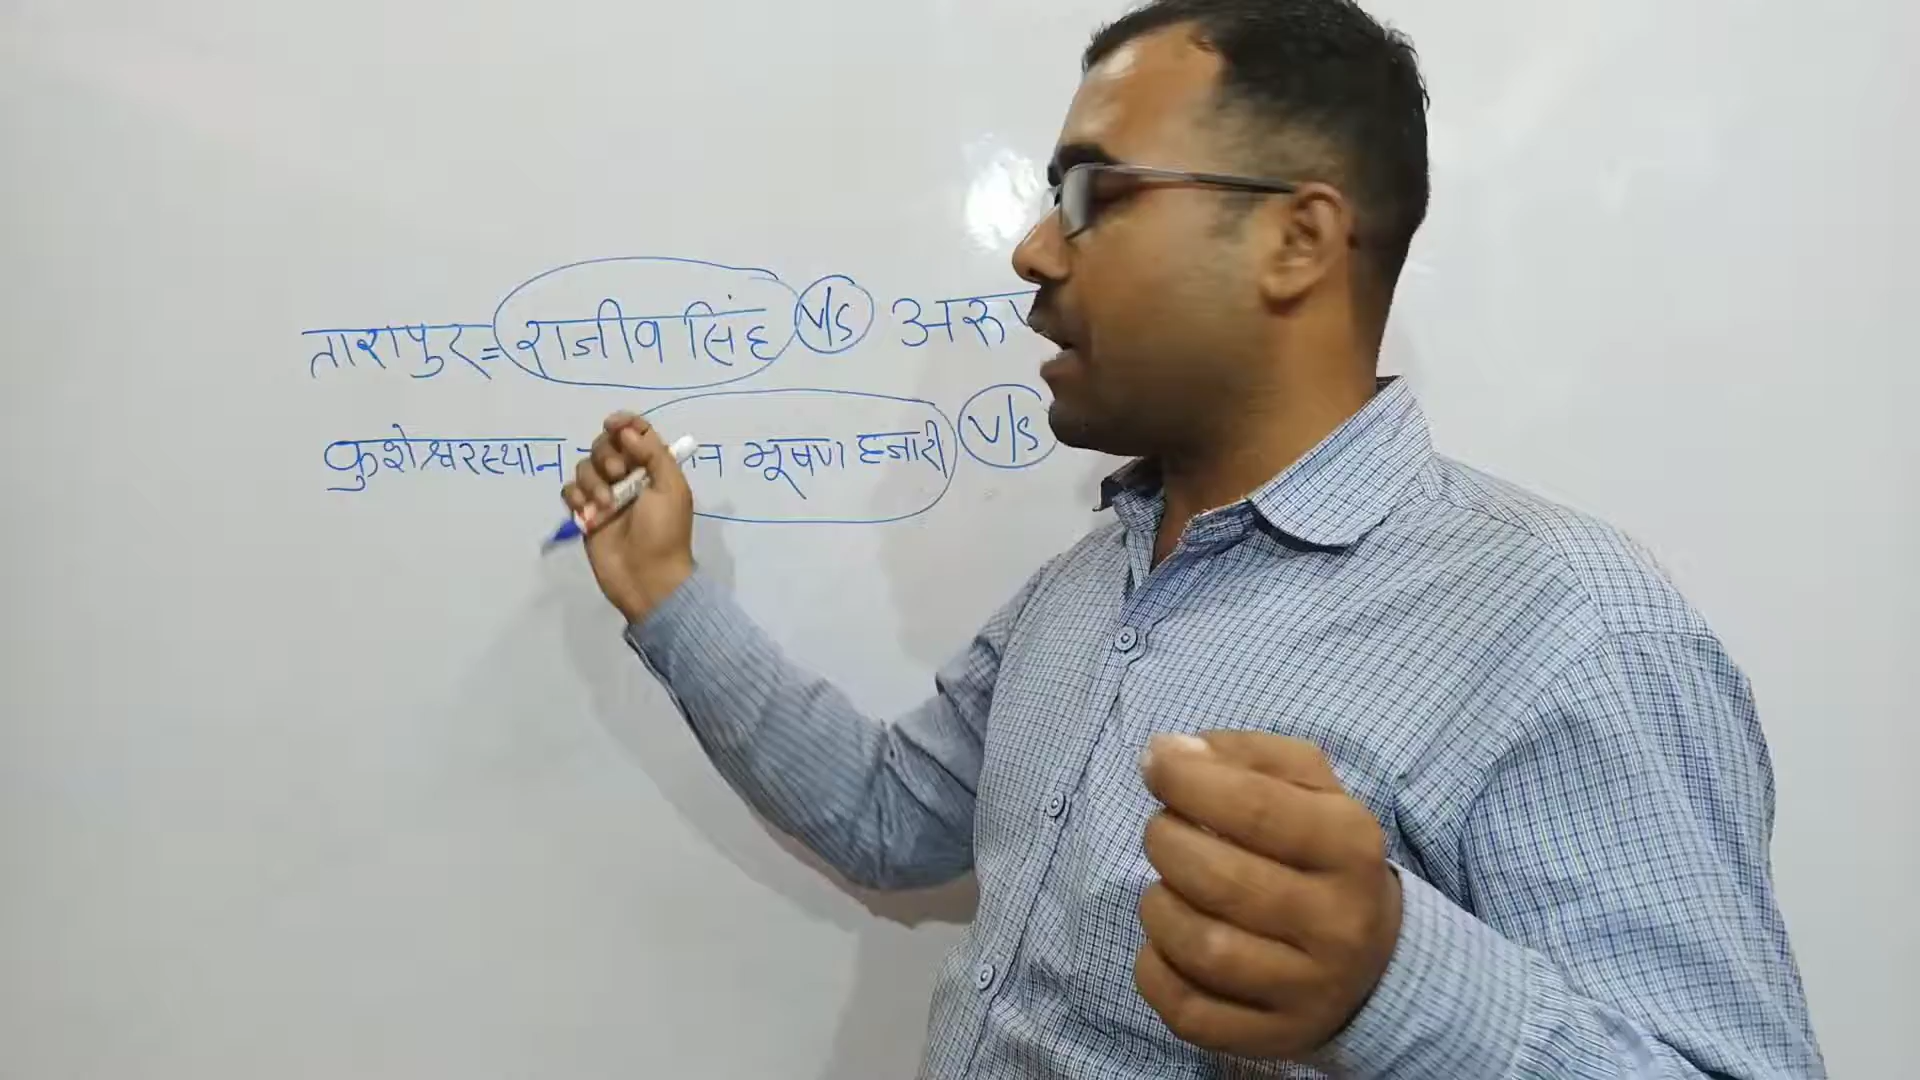 तारापुर = राजीव सिंह V/S अरूप
कुशेश्वरस्थान = भूषण हजारी V/S